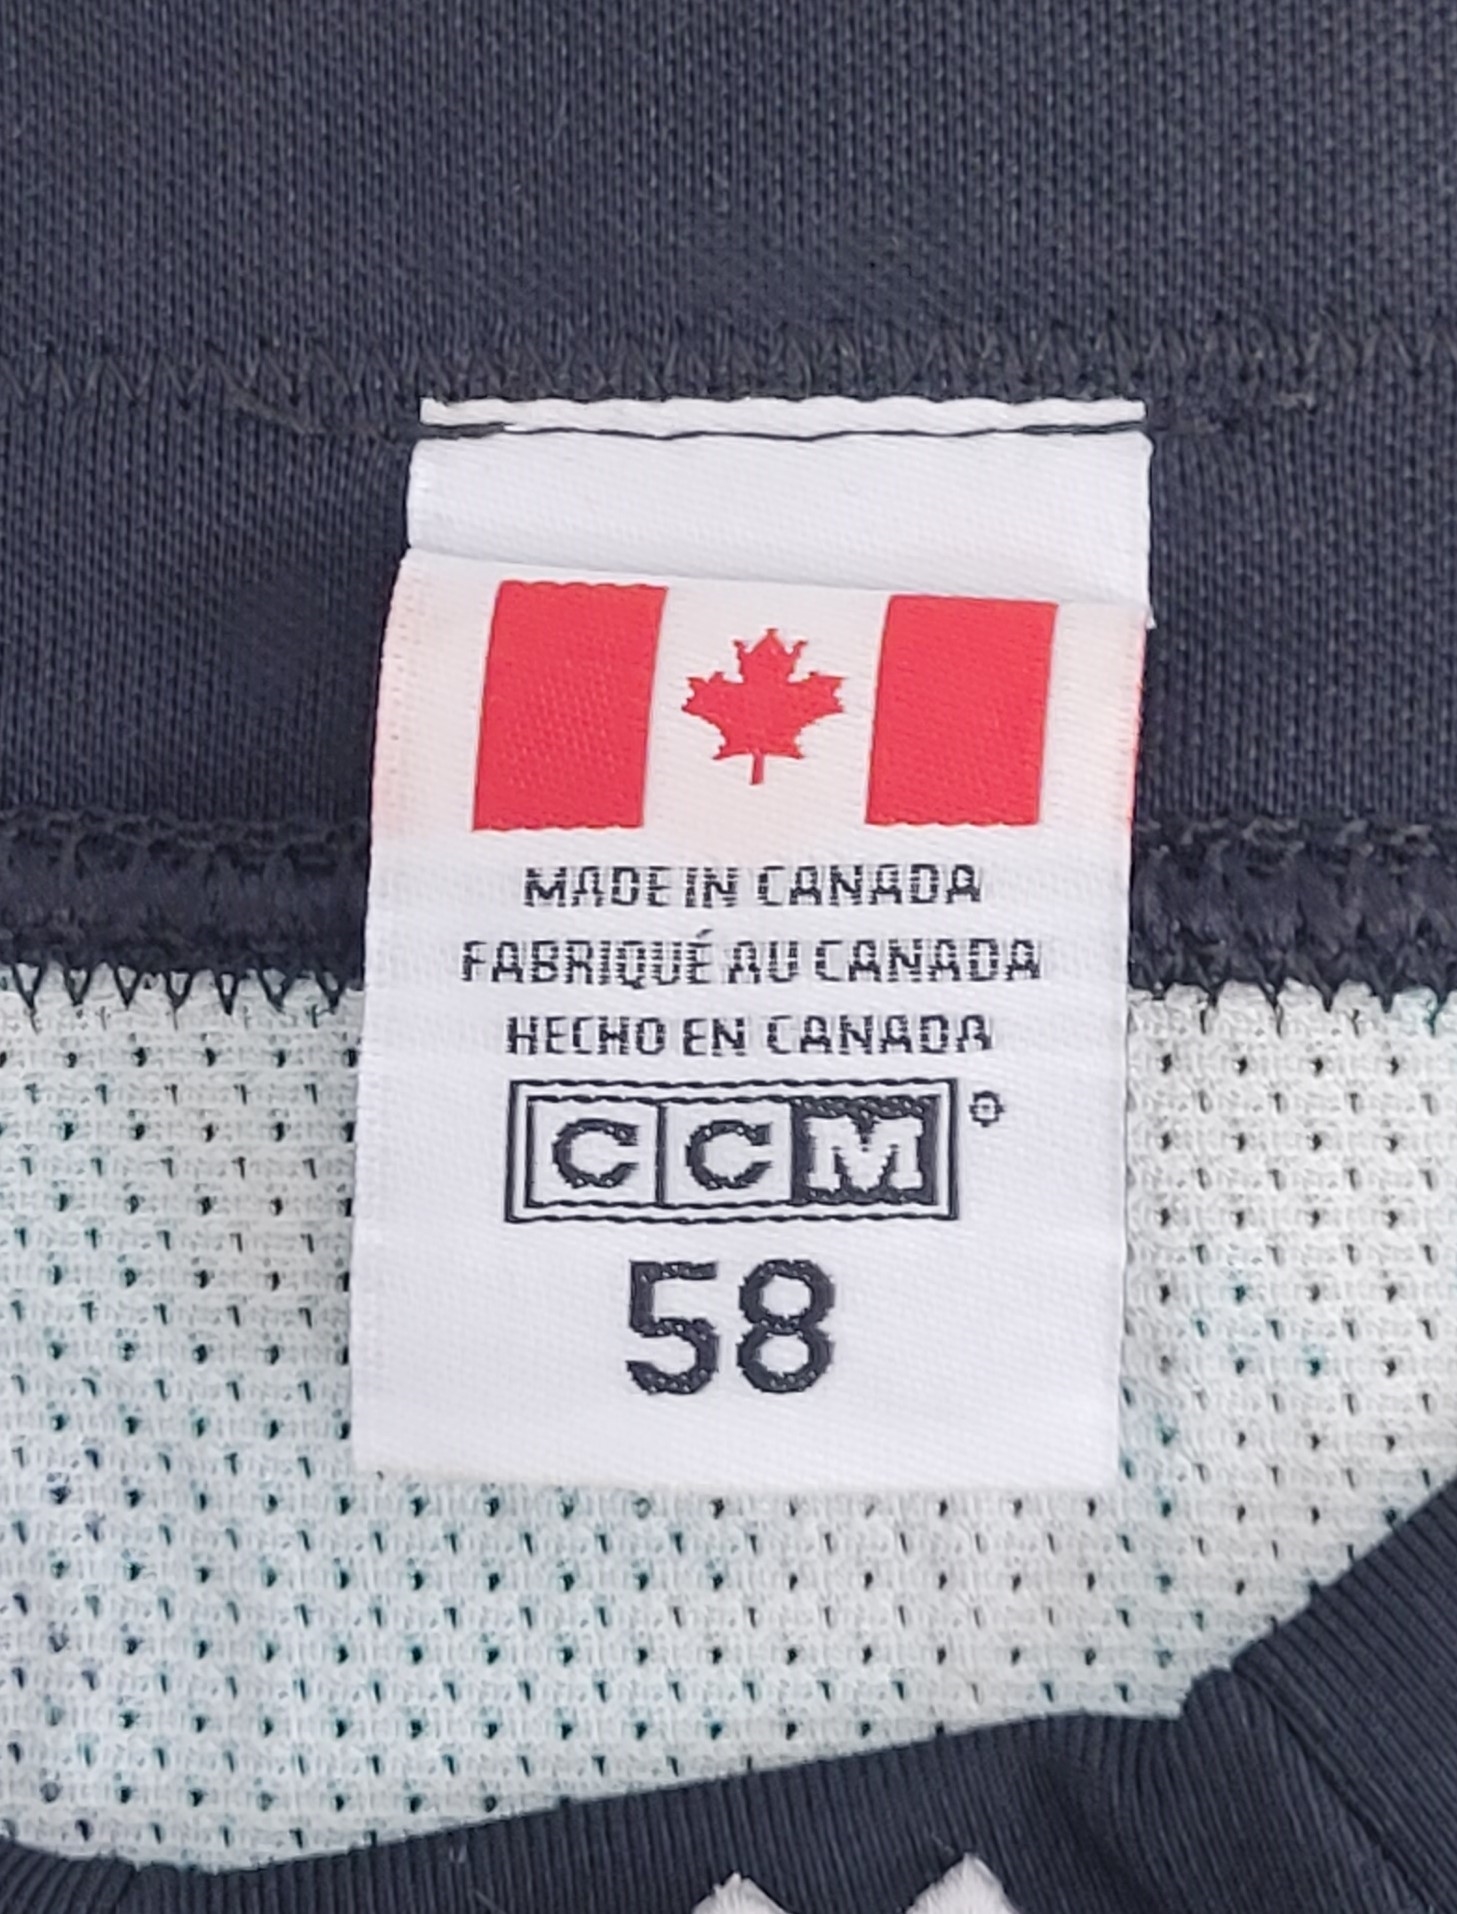 MADE IN CANADA
FABRIQUÉ AU CANADA
HECHO EN CANADA
CCM®
58